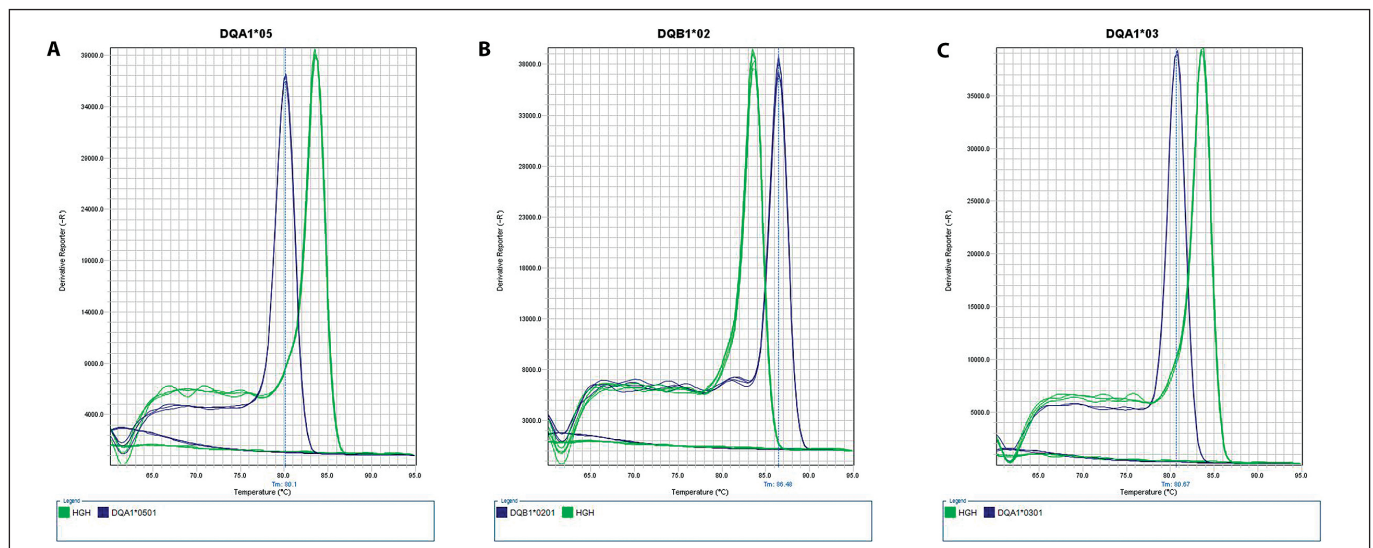 A
DQA1*05
39000.0
34000.0
29000.0
24000.0
19000.0
14000.0
9000.0
4000.0
Derivative Reporter (-R')
65.0 70.0 75.0 80.0 85.0 90.0 95.0
Tm: 80.1
Temperature (°C)
Legend
HGH DQA1*0501
B
DQB1*02
38000.0
33000.0
28000.0
23000.0
18000.0
13000.0
8000.0
3000.0
Derivative Reporter (-R')
65.0 70.0 75.0 80.0 85.0 90.0 95.0
Tm: 86.48
Temperature (°C)
Legend
DQB1*0201 HGH
C
DQA1*03
35000.0
30000.0
25000.0
20000.0
15000.0
10000.0
5000.0
Derivative Reporter (-R')
65.0 70.0 75.0 80.0 85.0 90.0 95.0
Tm: 80.67
Temperature (°C)
Legend
HGH DQA1*0301